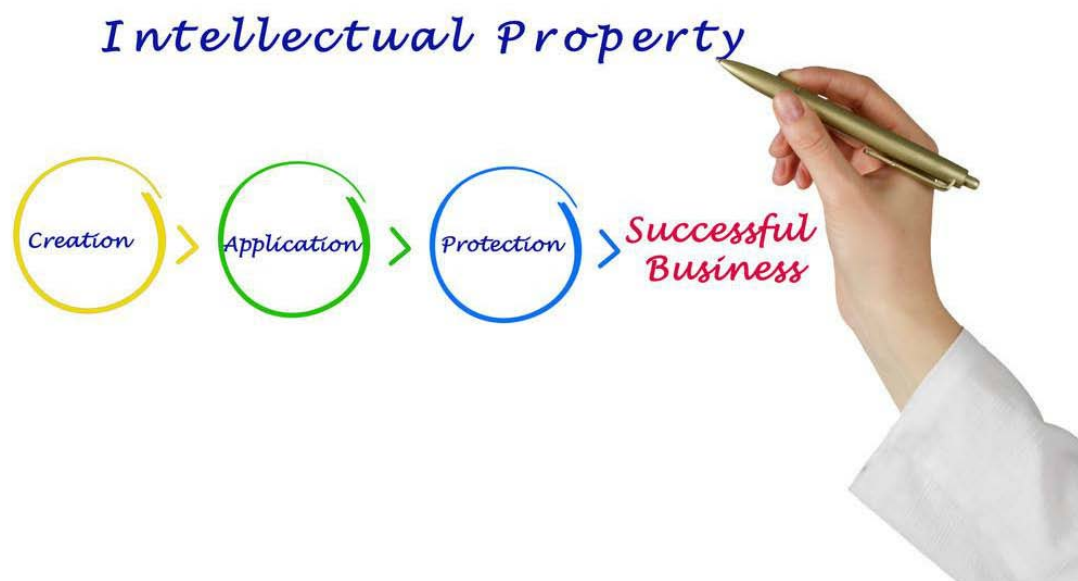 Intellectual Property
Creation > Application > Protection > Successful
Business